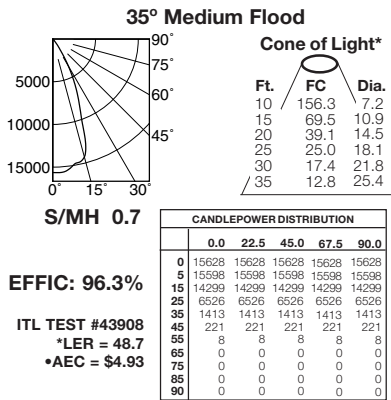 35º Medium Flood
90°
75°
60°
45°
5000
10000
15000
0° 15° 30°
Cone of Light*
Ft. FC Dia.
10 156.3 7.2
15 69.5 10.9
20 39.1 14.5
25 25.0 18.1
30 17.4 21.8
35 12.8 25.4
S/MH 0.7
EFFIC: 96.3%
ITL TEST #43908
*LER = 48.7
•AEC = $4.93
CANDLEPOWER DISTRIBUTION
0.0 22.5 45.0 67.5 90.0
0 15628 15628 15628 15628 15628
5 15598 15598 15598 15598 15598
15 14299 14299 14299 14299 14299
25 6526 6526 6526 6526 6526
35 1413 1413 1413 1413 1413
45 221 221 221 221 221
55 8 8 8 8 8
65 0 0 0 0 0
75 0 0 0 0 0
85 0 0 0 0 0
90 0 0 0 0 0